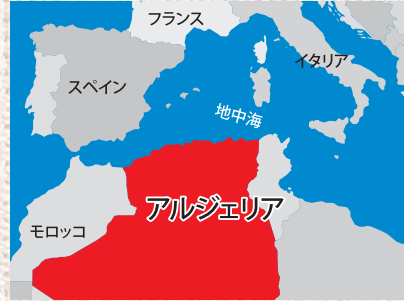 フランス
イタリア
スペイン
地中海
アルジェリア
モロッコ